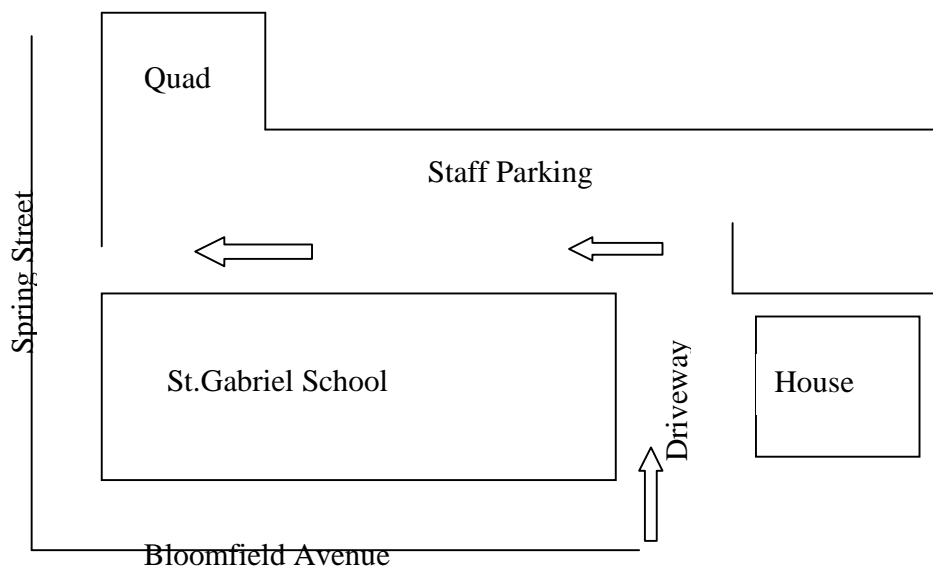 Quad
Staff Parking
Spring Street
St.Gabriel School
Driveway
House
Bloomfield Avenue